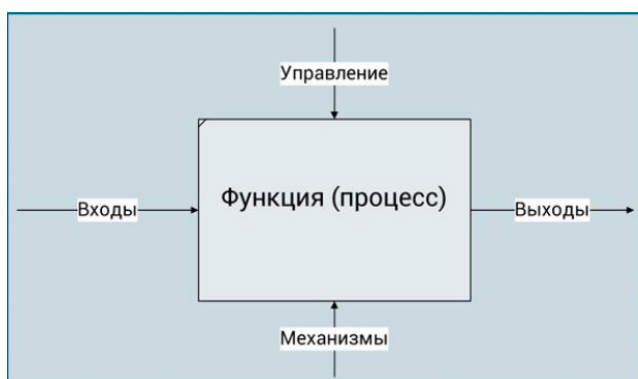 Управление
Функция (процесс)
Входы
Выходы
Механизмы